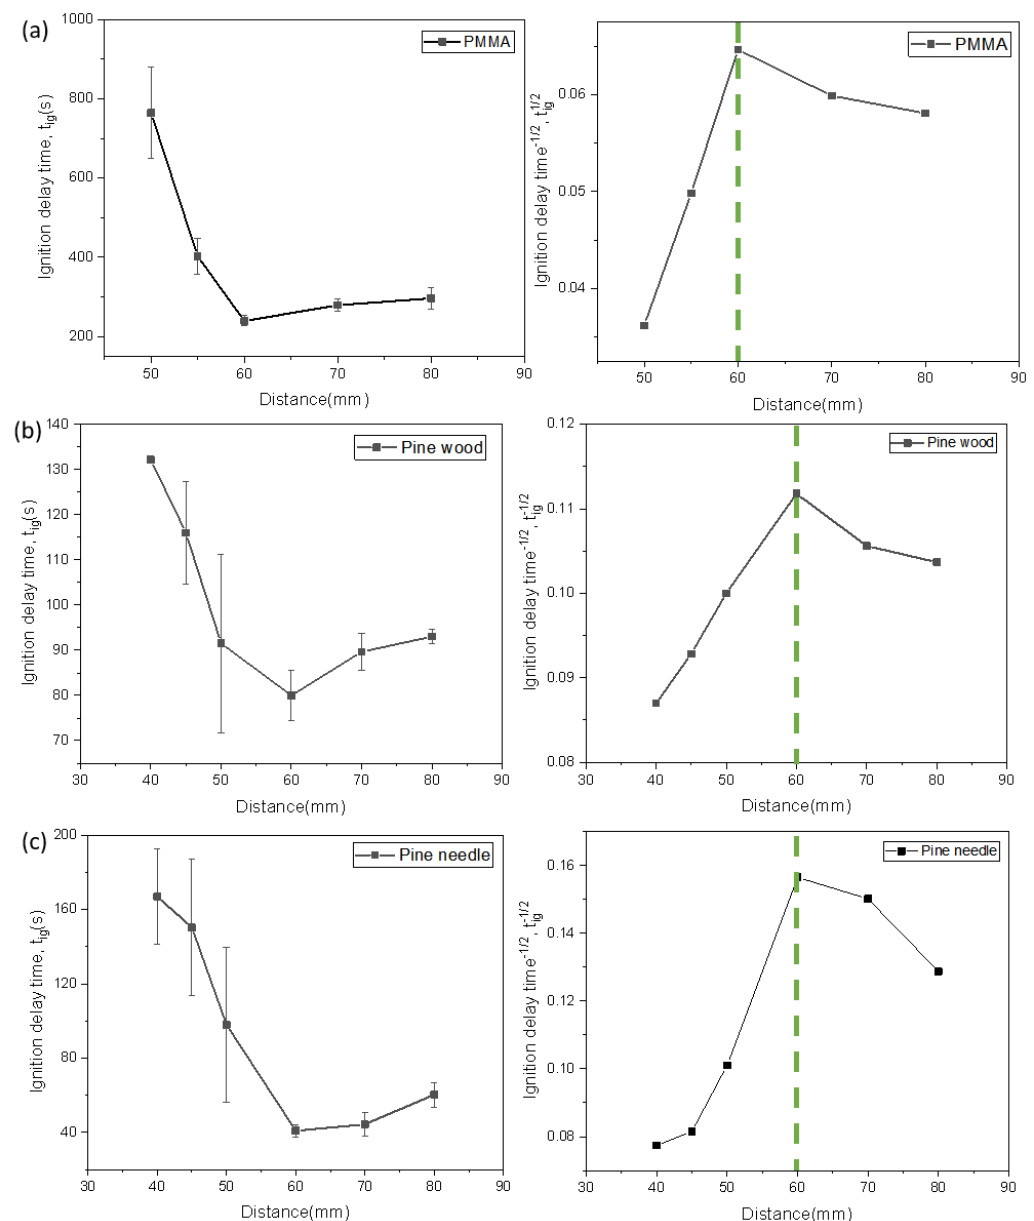 (a)
1000
800
600
400
200
50 60 70 80 90
Distance(mm)
Ignition delay time, t_ig(s)
PMMA
0.06
0.05
0.04
50 60 70 80 90
Distance(mm)
Ignition delay time^-1/2, t_ig^1/2
PMMA
(b)
140
130
120
110
100
90
80
70
30 40 50 60 70 80 90
Distance(mm)
Ignition delay time, t_ig(s)
Pine wood
0.12
0.11
0.10
0.09
0.08
30 40 50 60 70 80 90
Distance(mm)
Ignition delay time^-1/2, t_ig^-1/2
Pine wood
(c)
200
160
120
80
40
30 40 50 60 70 80 90
Distance(mm)
Ignition delay time, t_ig(s)
Pine needle
0.16
0.14
0.12
0.10
0.08
30 40 50 60 70 80 90
Distance(mm)
Ignition delay time^-1/2, t_ig^-1/2
Pine needle